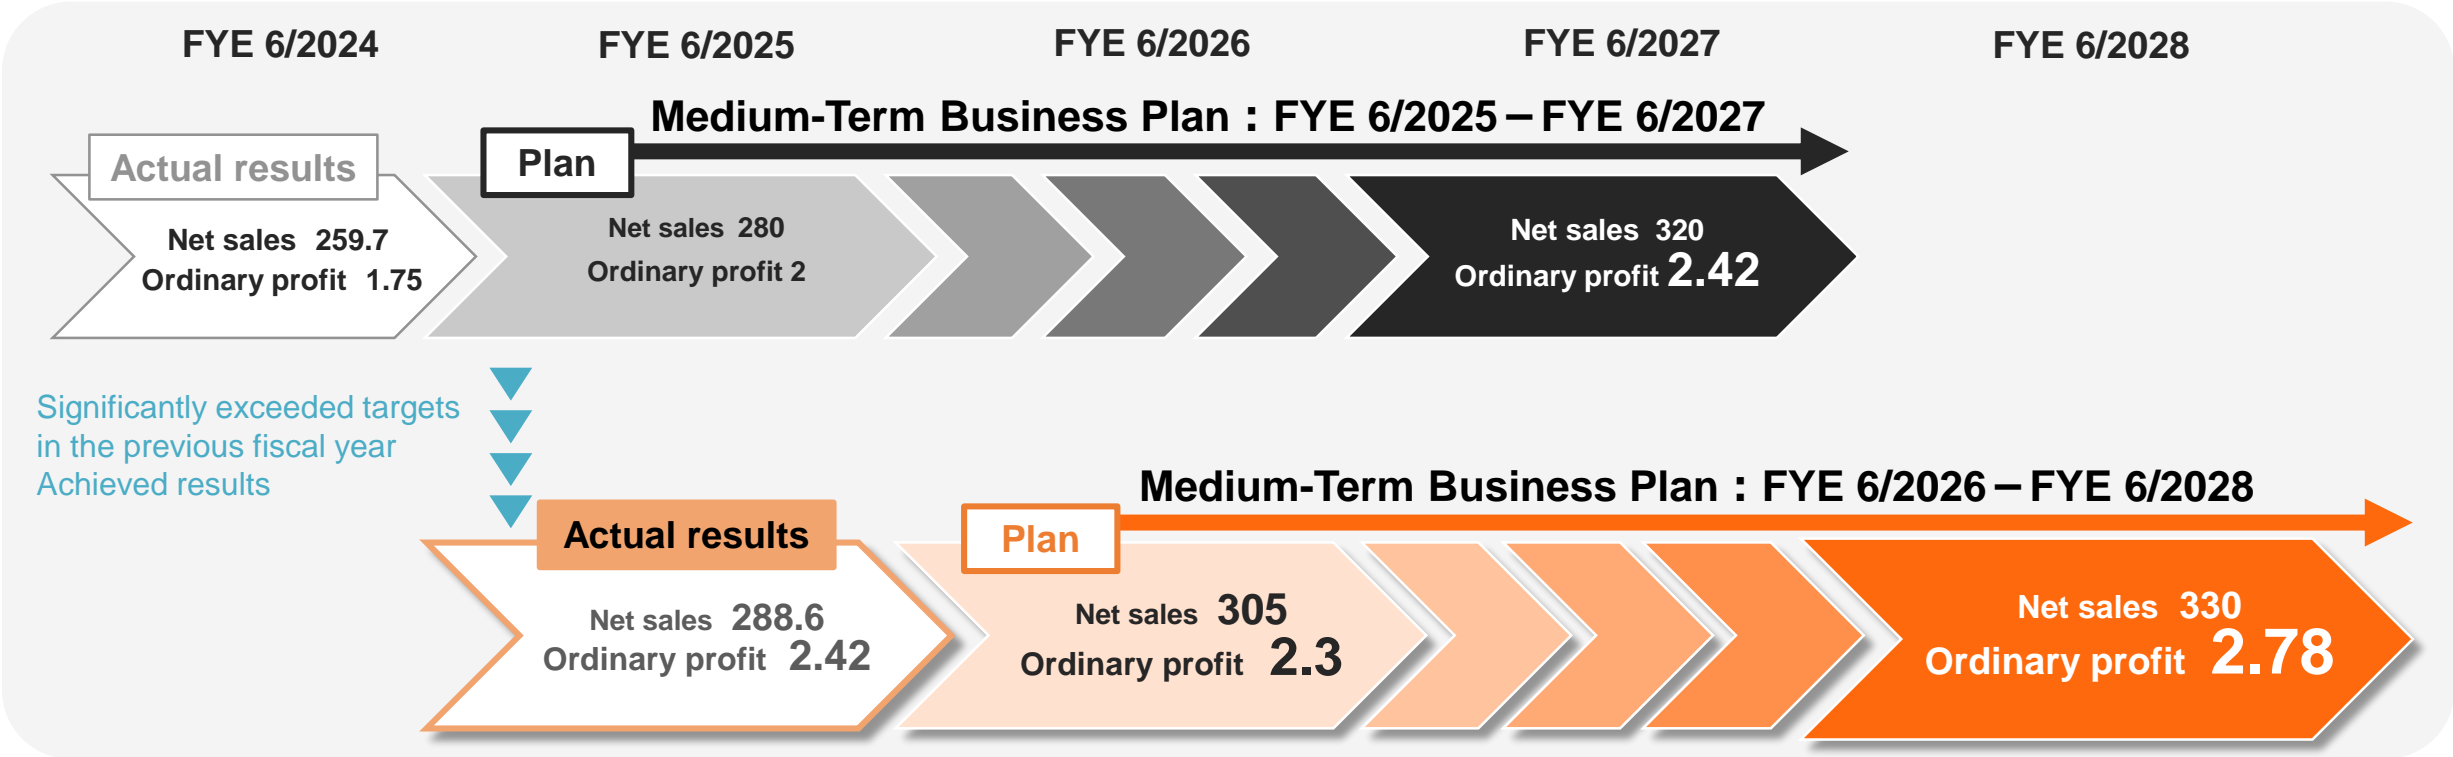 FYE 6/2024
FYE 6/2025
FYE 6/2026
FYE 6/2027
FYE 6/2028
Medium-Term Business Plan：FYE 6/2025－FYE 6/2027
Actual results
Plan
Net sales 259.7
Ordinary profit 1.75
Net sales 280
Ordinary profit 2
Net sales 320
Ordinary profit 2.42
Significantly exceeded targets
in the previous fiscal year
Achieved results
Medium-Term Business Plan：FYE 6/2026－FYE 6/2028
Actual results
Plan
Net sales 288.6
Ordinary profit 2.42
Net sales 305
Ordinary profit 2.3
Net sales 330
Ordinary profit 2.78